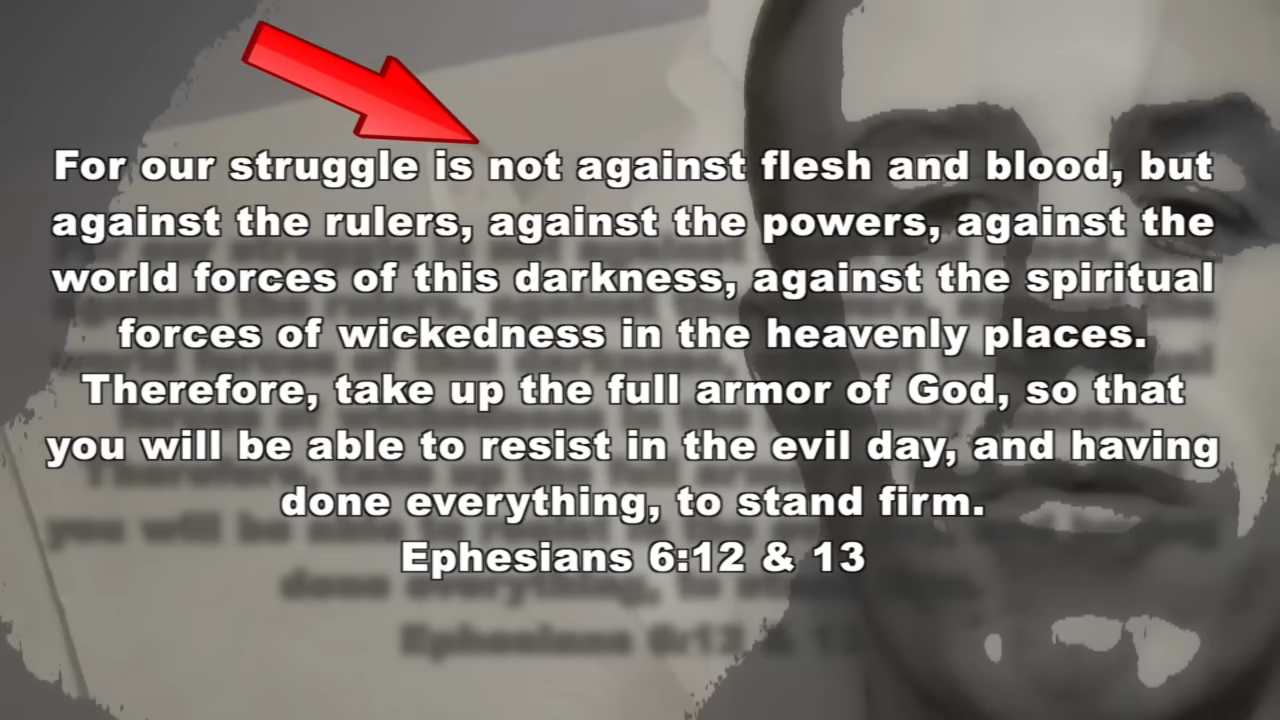 For our struggle is not against flesh and blood, but
against the rulers, against the powers, against the
world forces of this darkness, against the spiritual
forces of wickedness in the heavenly places.
Therefore, take up the full armor of God, so that
you will be able to resist in the evil day, and having
done everything, to stand firm.
Ephesians 6:12 & 13